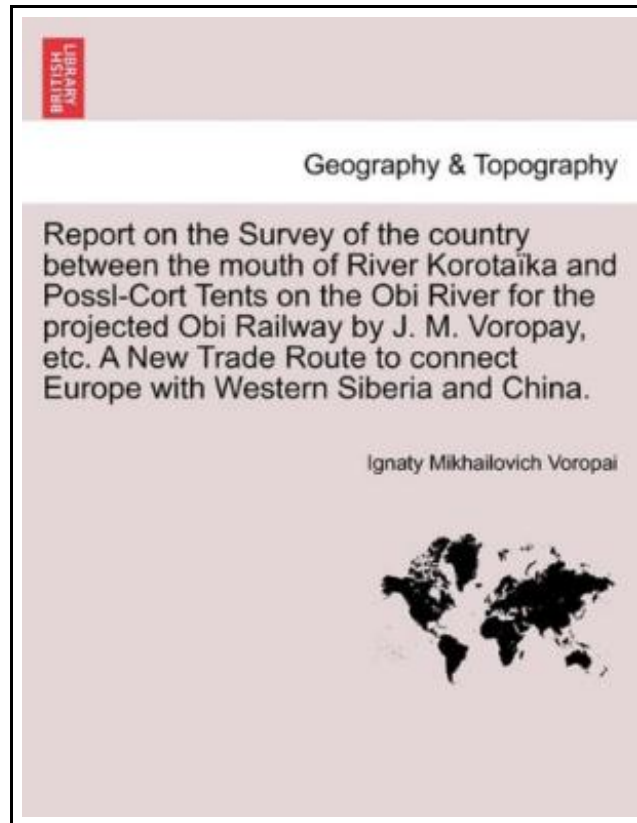 BRITISH
LIBRARY
Geography & Topography
Report on the Survey of the country
between the mouth of River Korotaïka and
Possl-Cort Tents on the Obi River for the
projected Obi Railway by J. M. Voropay,
etc. A New Trade Route to connect
Europe with Western Siberia and China.
Ignaty Mikhailovich Voropai